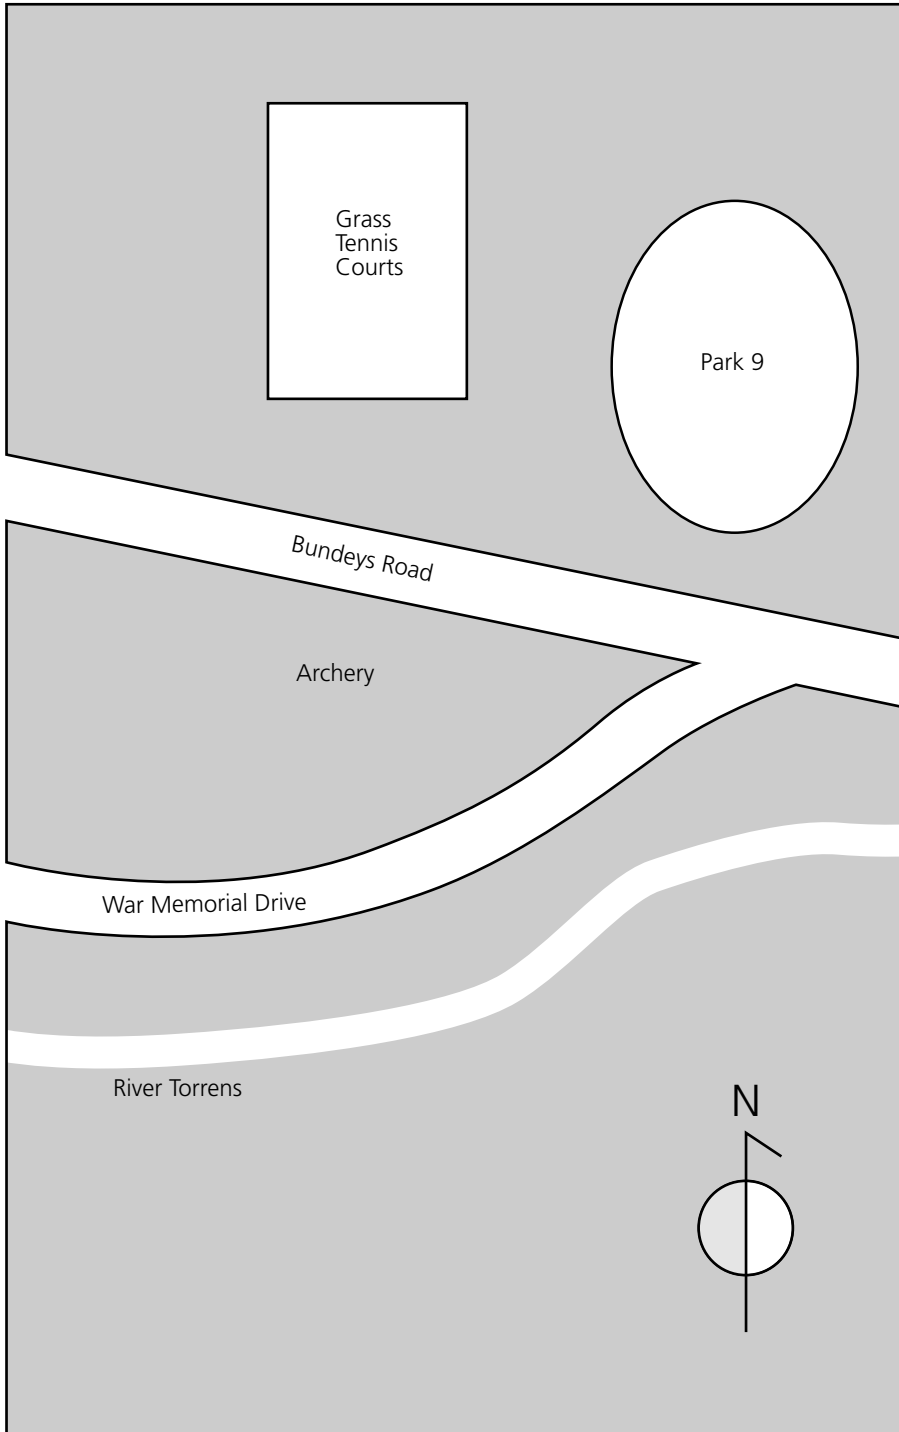 Grass
Tennis
Courts
Park 9
Bundeys Road
Archery
War Memorial Drive
River Torrens
N